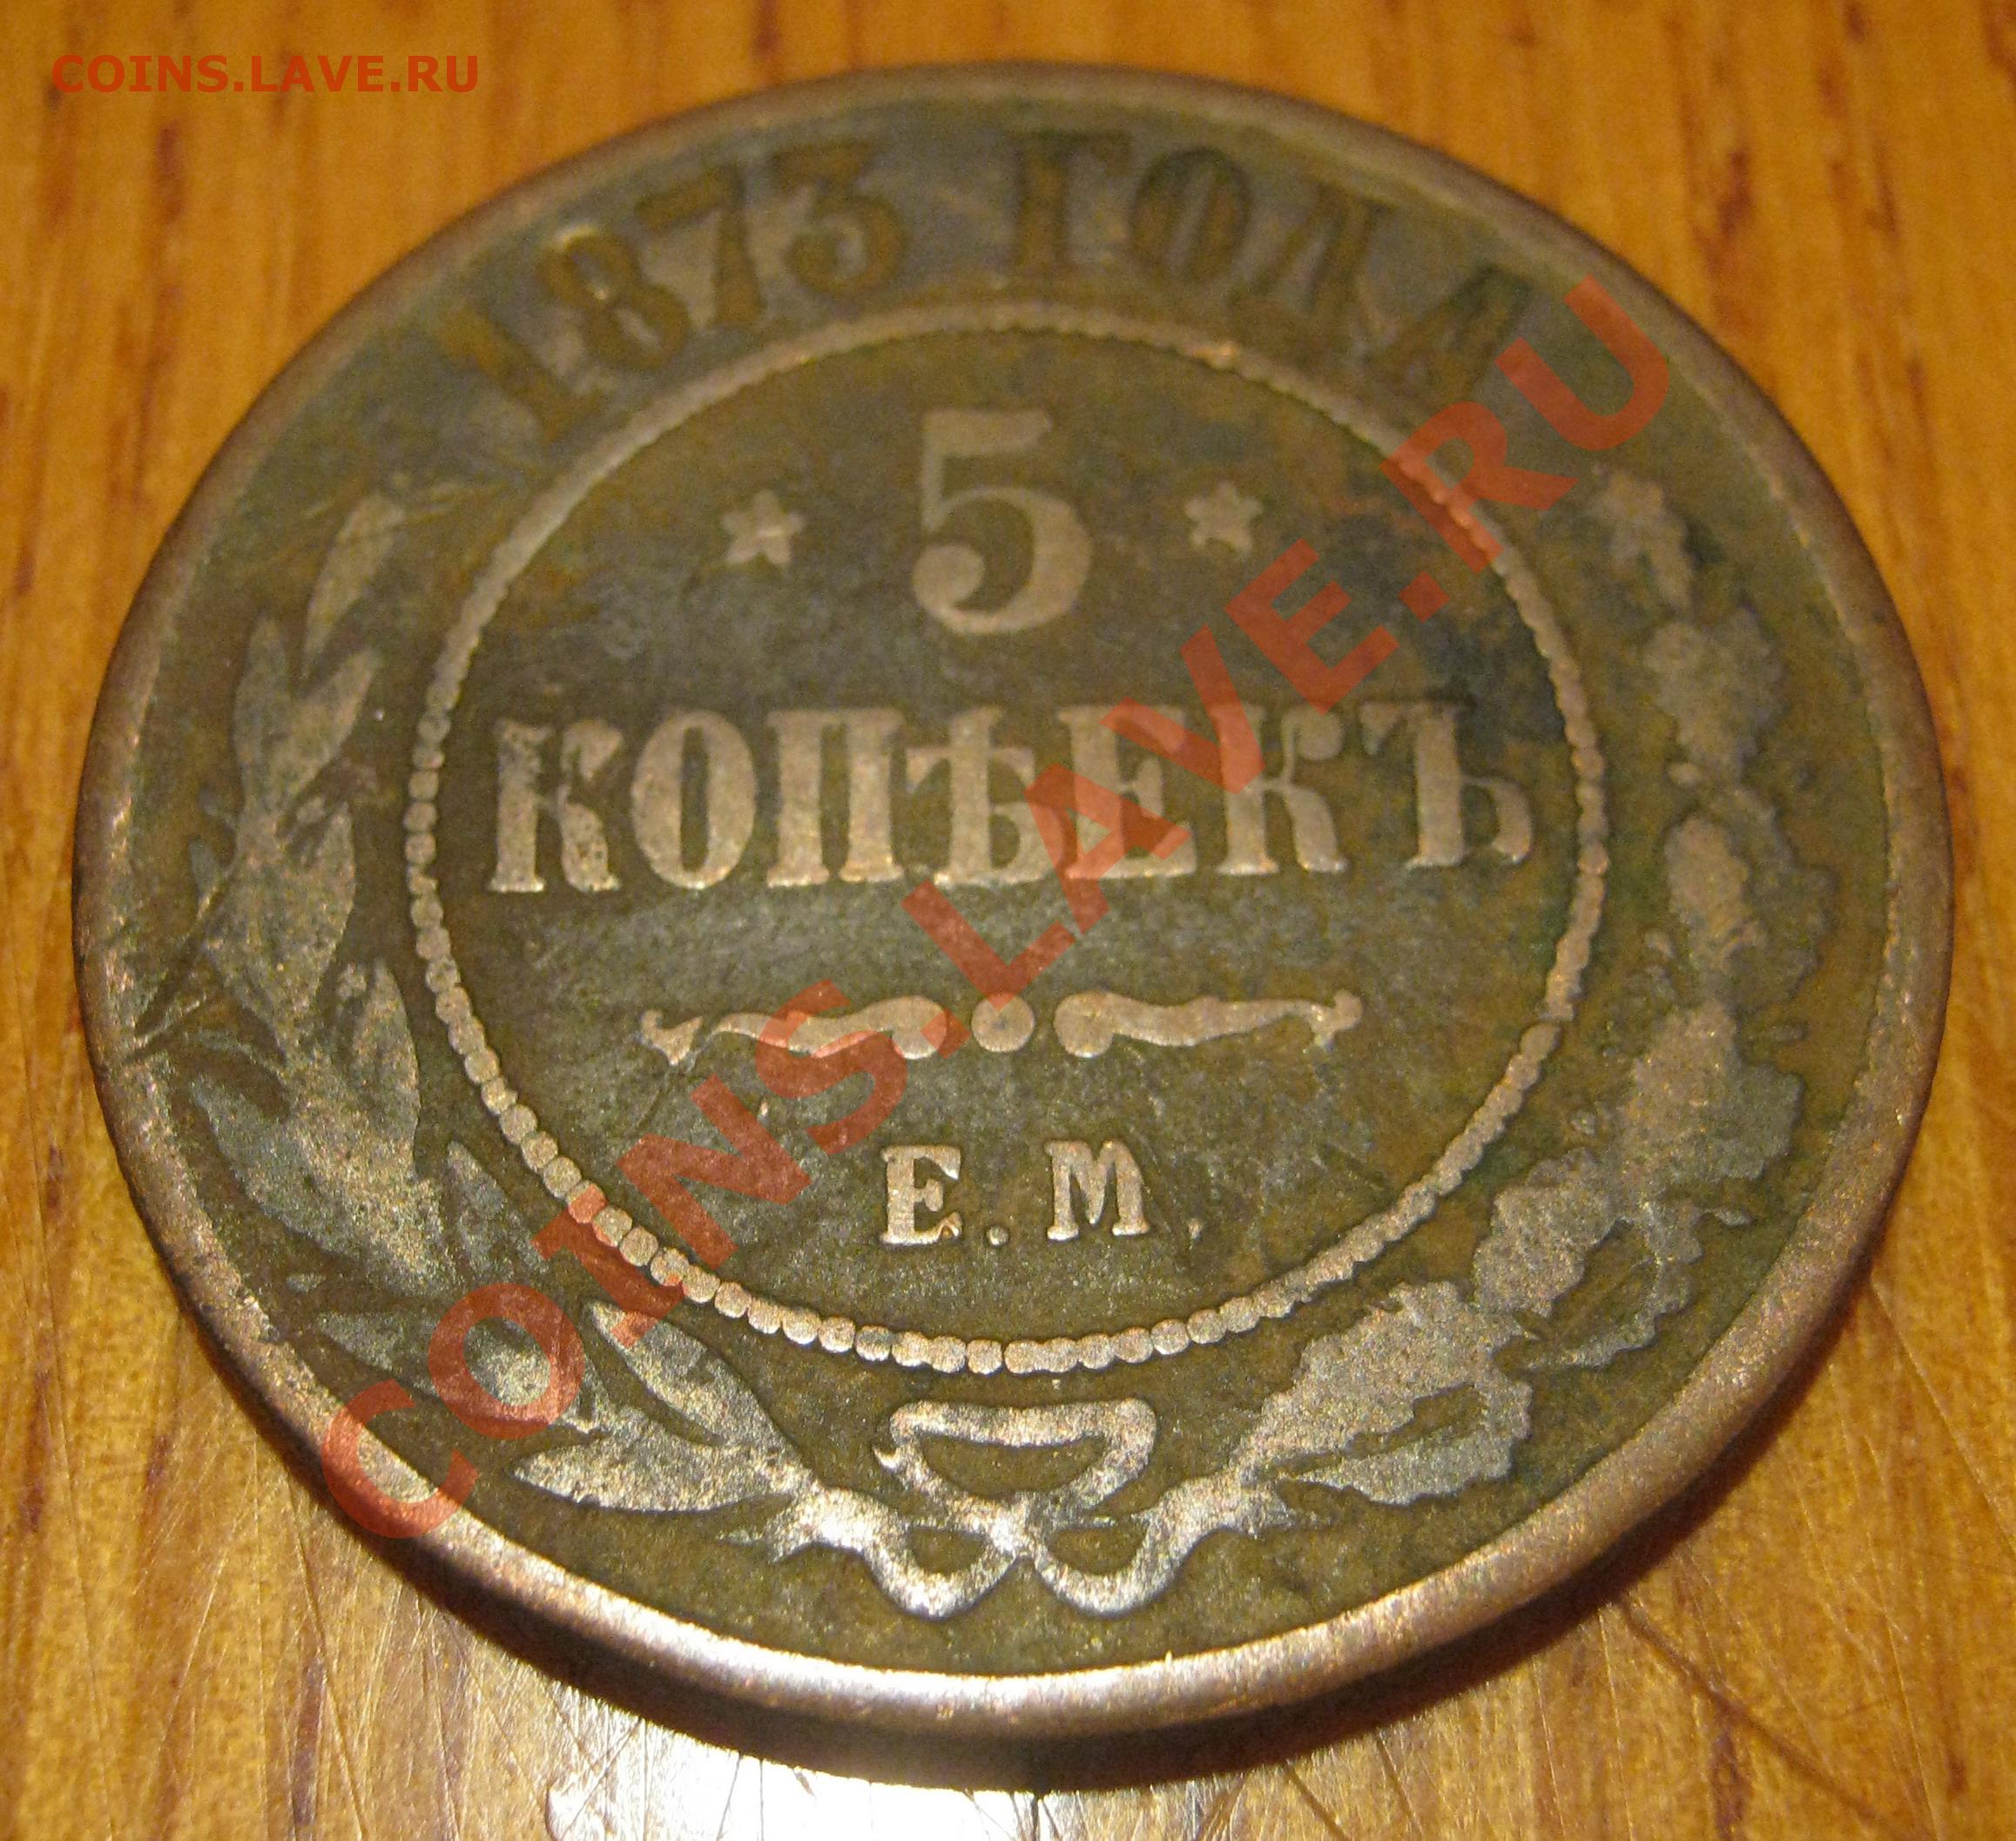 COINS.LAVE.RU
1873 ГОДА
5
КОПѢЕКЪ
Е.М.
COINS.LAVE.RU